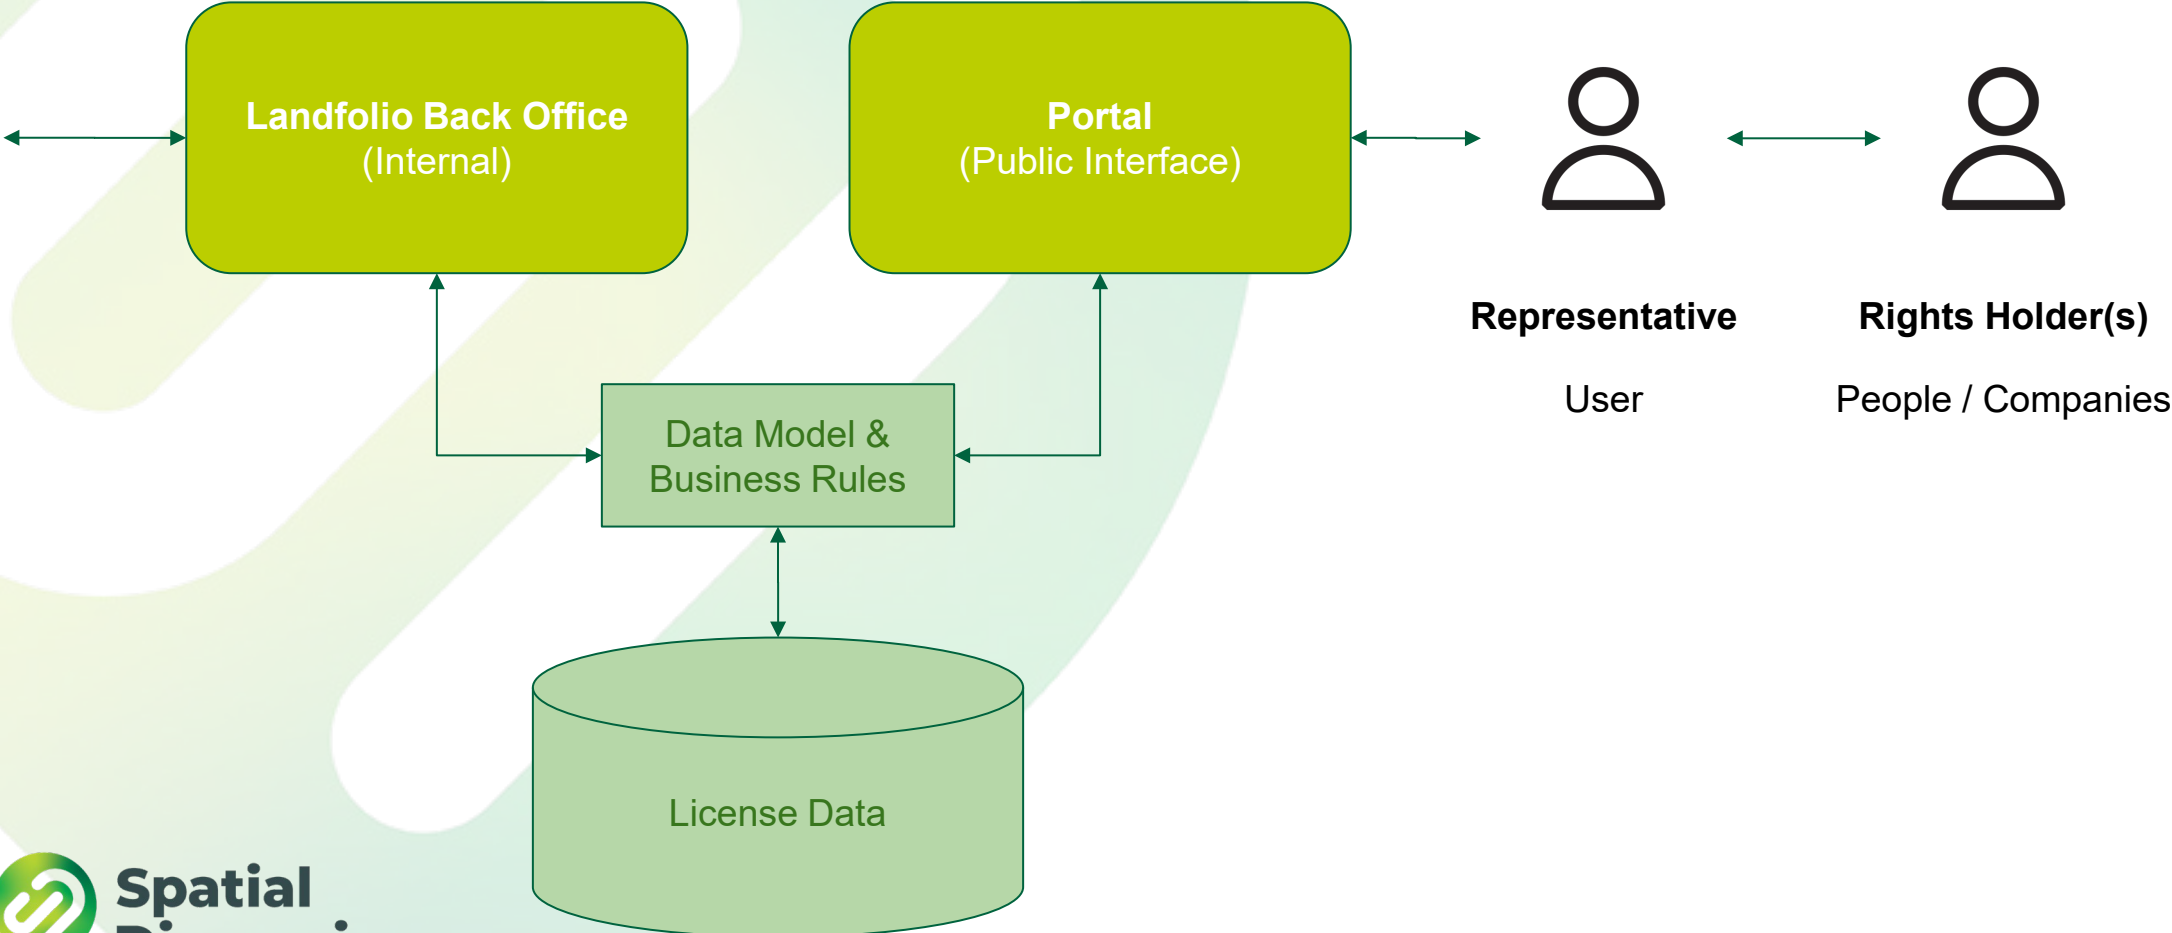 Landfolio Back Office
(Internal)
Portal
(Public Interface)
Representative
User
Rights Holder(s)
People / Companies
Data Model &
Business Rules
License Data
Spatial